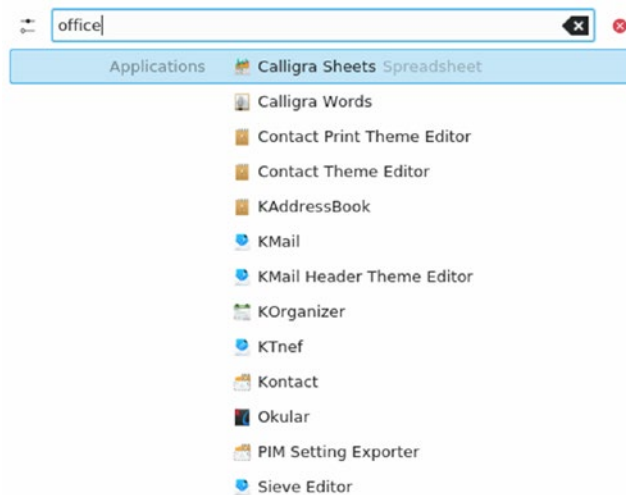 office
Applications Calligra Sheets Spreadsheet
Calligra Words
Contact Print Theme Editor
Contact Theme Editor
KAddressBook
KMail
KMail Header Theme Editor
KOrganizer
KTnef
Kontact
Okular
PIM Setting Exporter
Sieve Editor